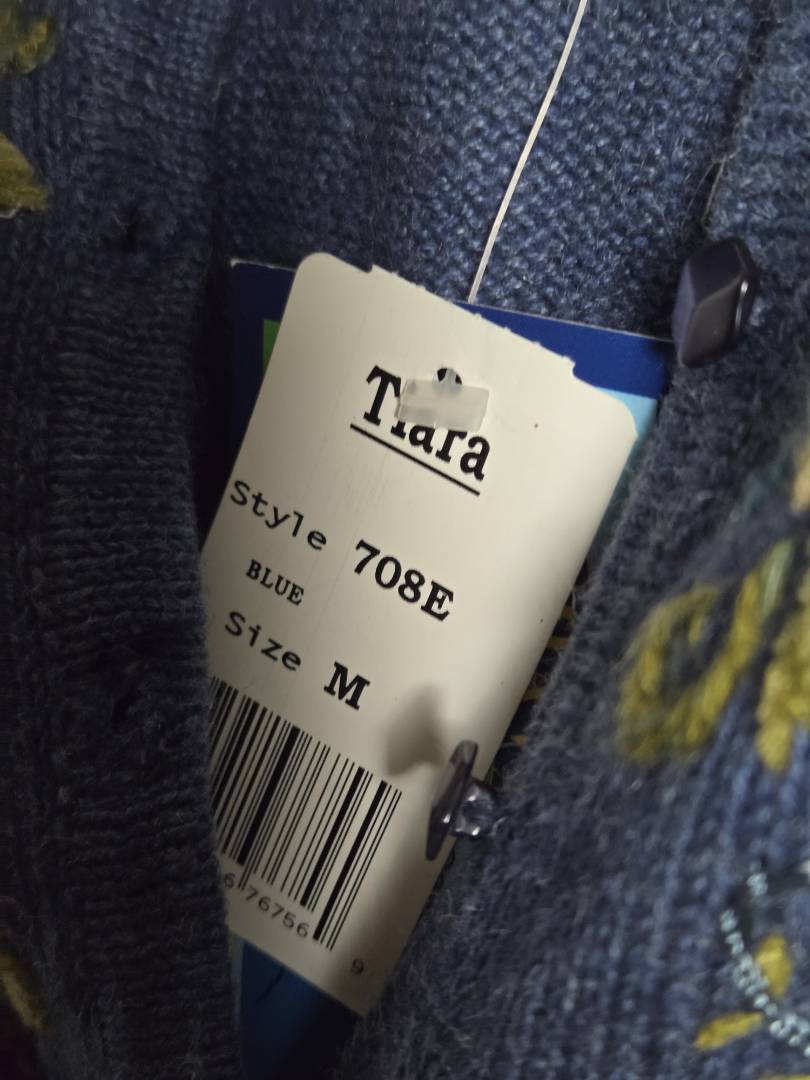 Tiara
Style 708E
BLUE
Size M
676756 9